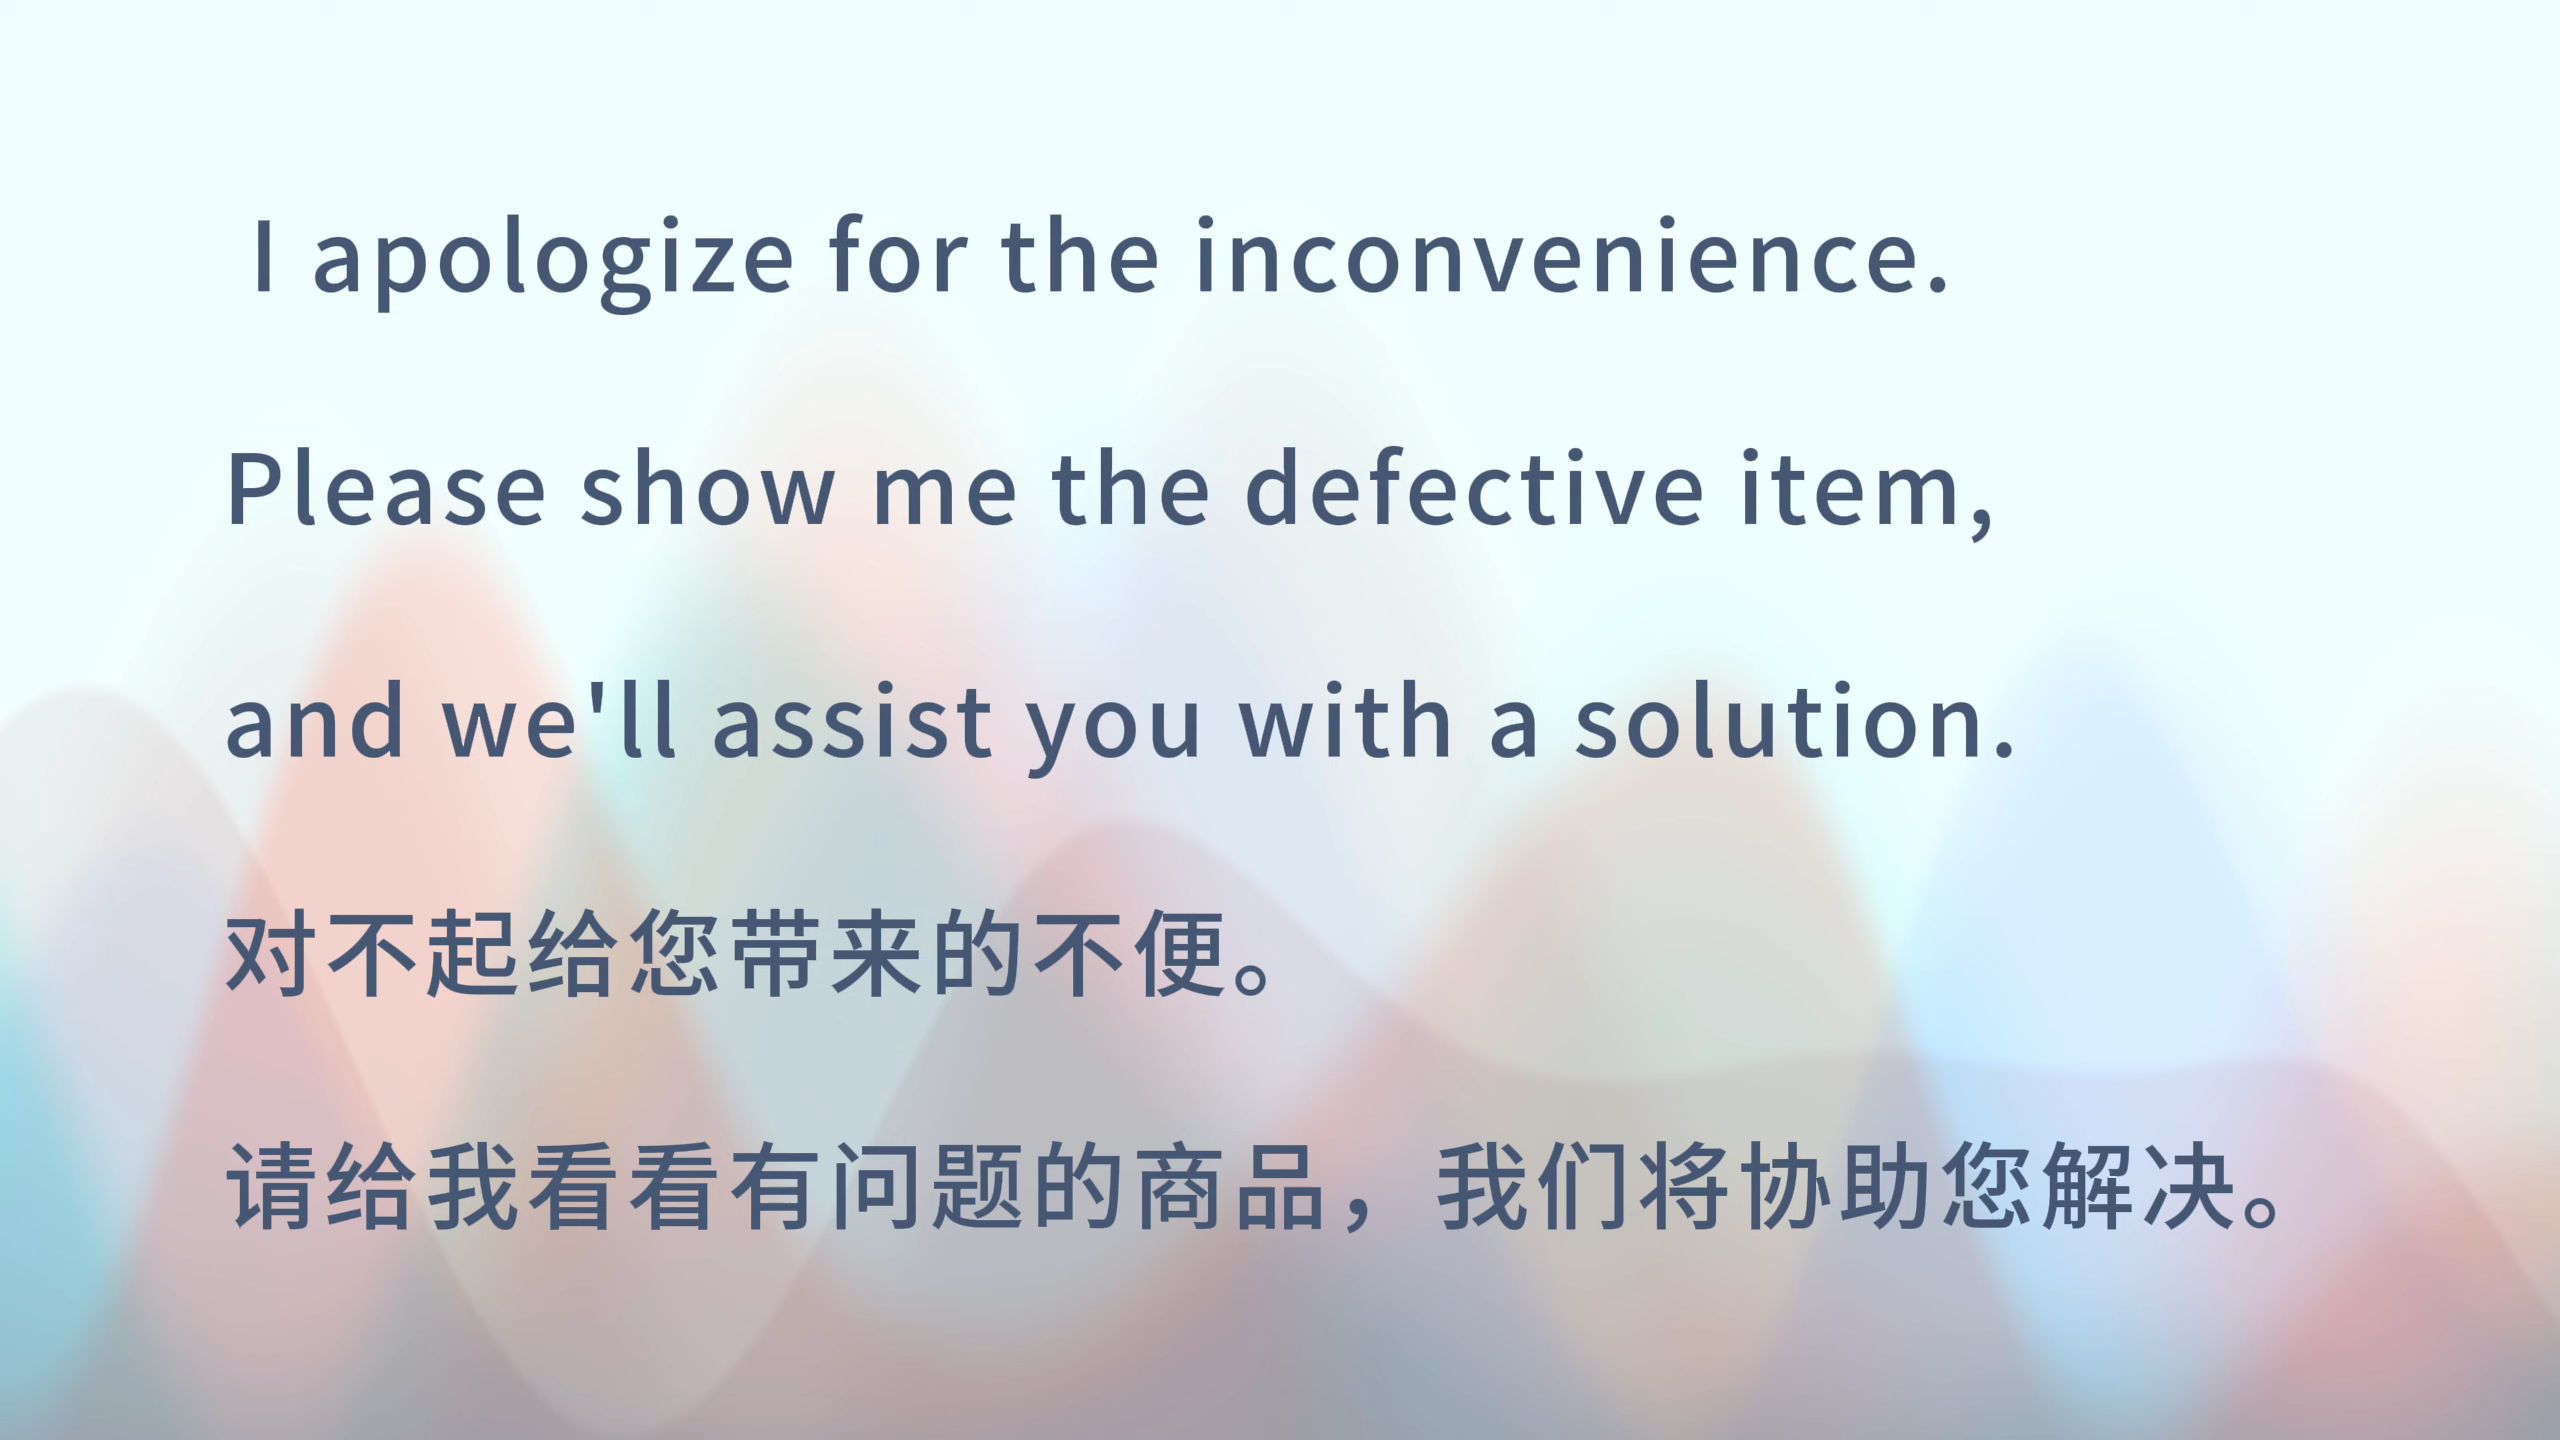 I apologize for the inconvenience.
Please show me the defective item,
and we'll assist you with a solution.
对不起给您带来的不便。
请给我看看有问题的商品，我们将协助您解决。